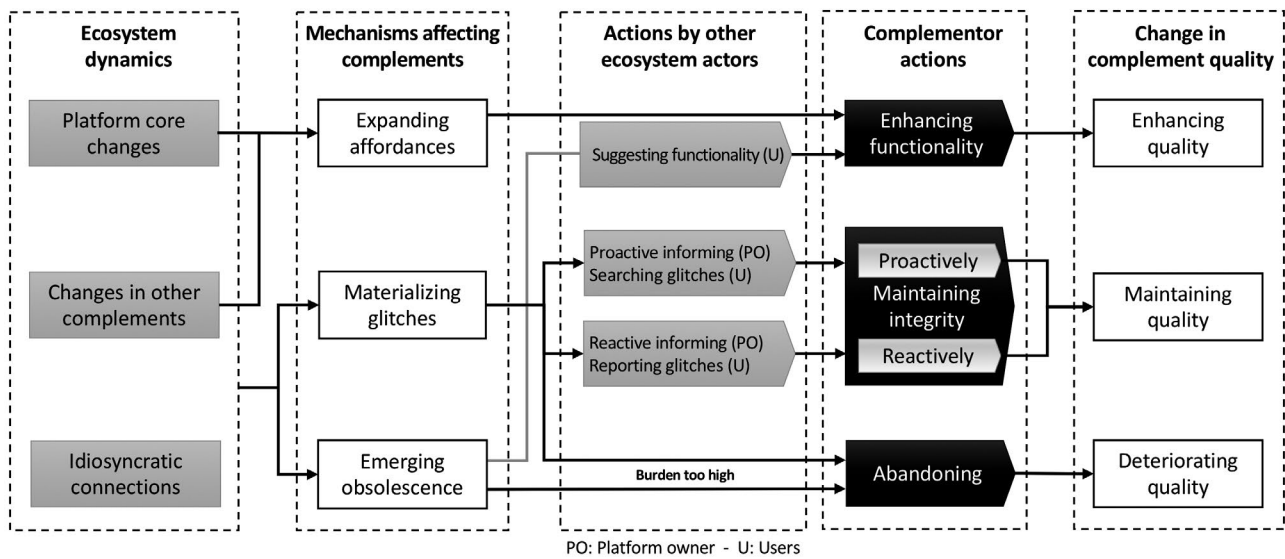 Ecosystem
dynamics
Platform core
changes
Changes in other
complements
Idiosyncratic
connections
Mechanisms affecting
complements
Expanding
affordances
Materializing
glitches
Emerging
obsolescence
Actions by other
ecosystem actors
Suggesting functionality (U)
Proactive informing (PO)
Searching glitches (U)
Reactive informing (PO)
Reporting glitches (U)
Burden too high
Complementor
actions
Enhancing
functionality
Proactively
Maintaining
integrity
Reactively
Abandoning
Change in
complement quality
Enhancing
quality
Maintaining
quality
Deteriorating
quality
PO: Platform owner - U: Users